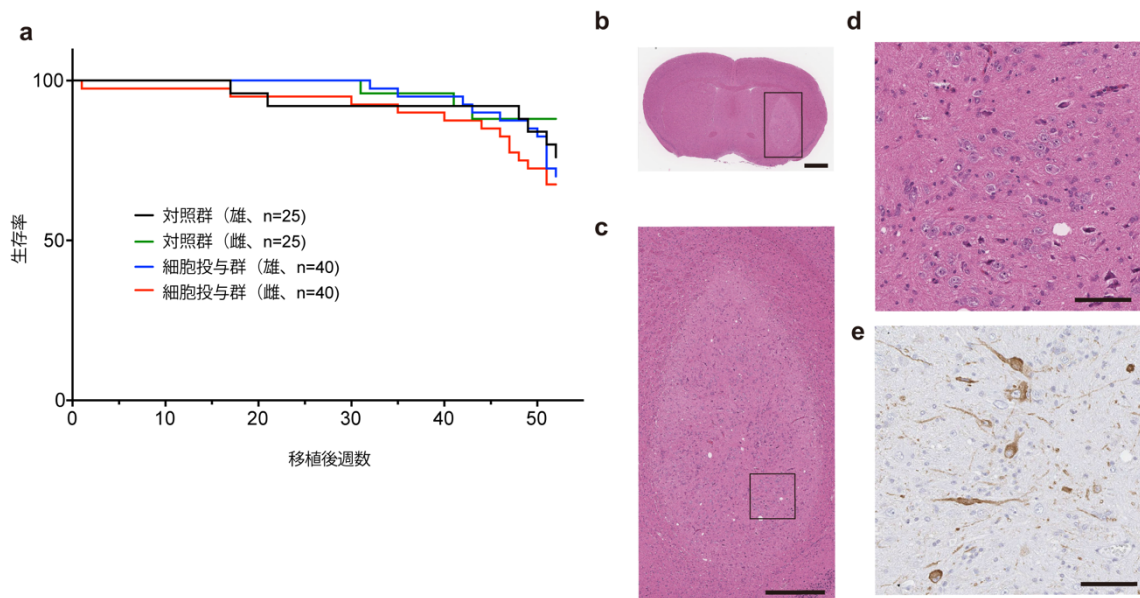 a
100
50
0
生存率
0
10
20
30
40
50
移植後週数
対照群（雄、n=25)
対照群（雌、n=25)
細胞投与群（雄、n=40)
細胞投与群（雌、n=40)
b
c
d
e